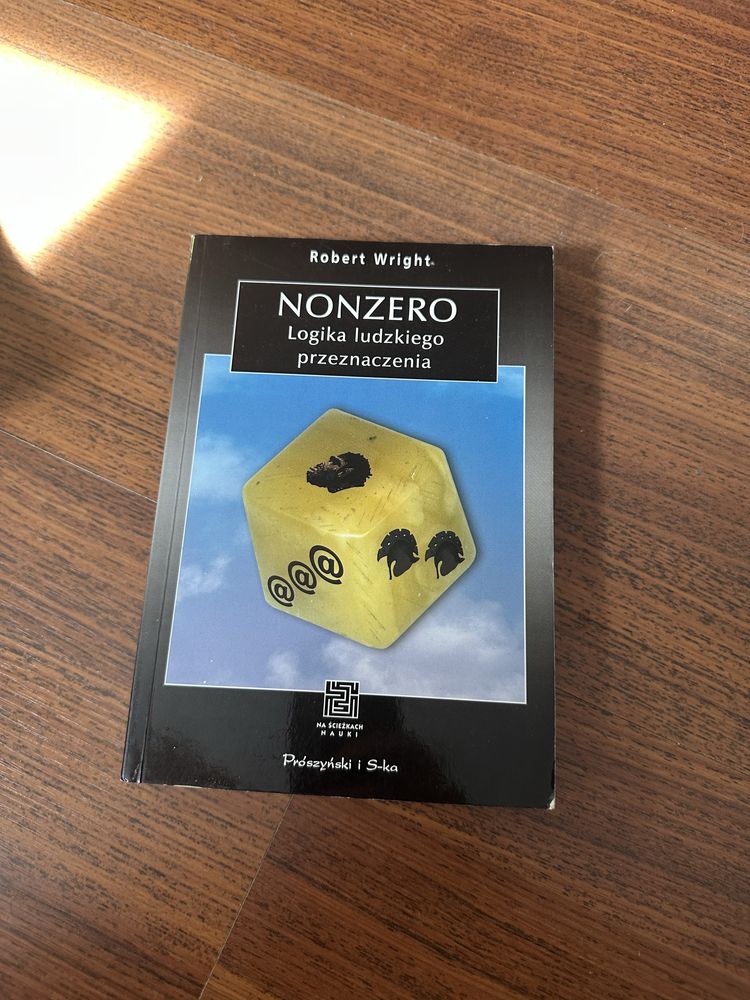 Robert Wright
NONZERO
Logika ludzkiego
przeznaczenia
@@@
NA ŚCIEŻKACH
NAUKI
Prószyński i S-ka